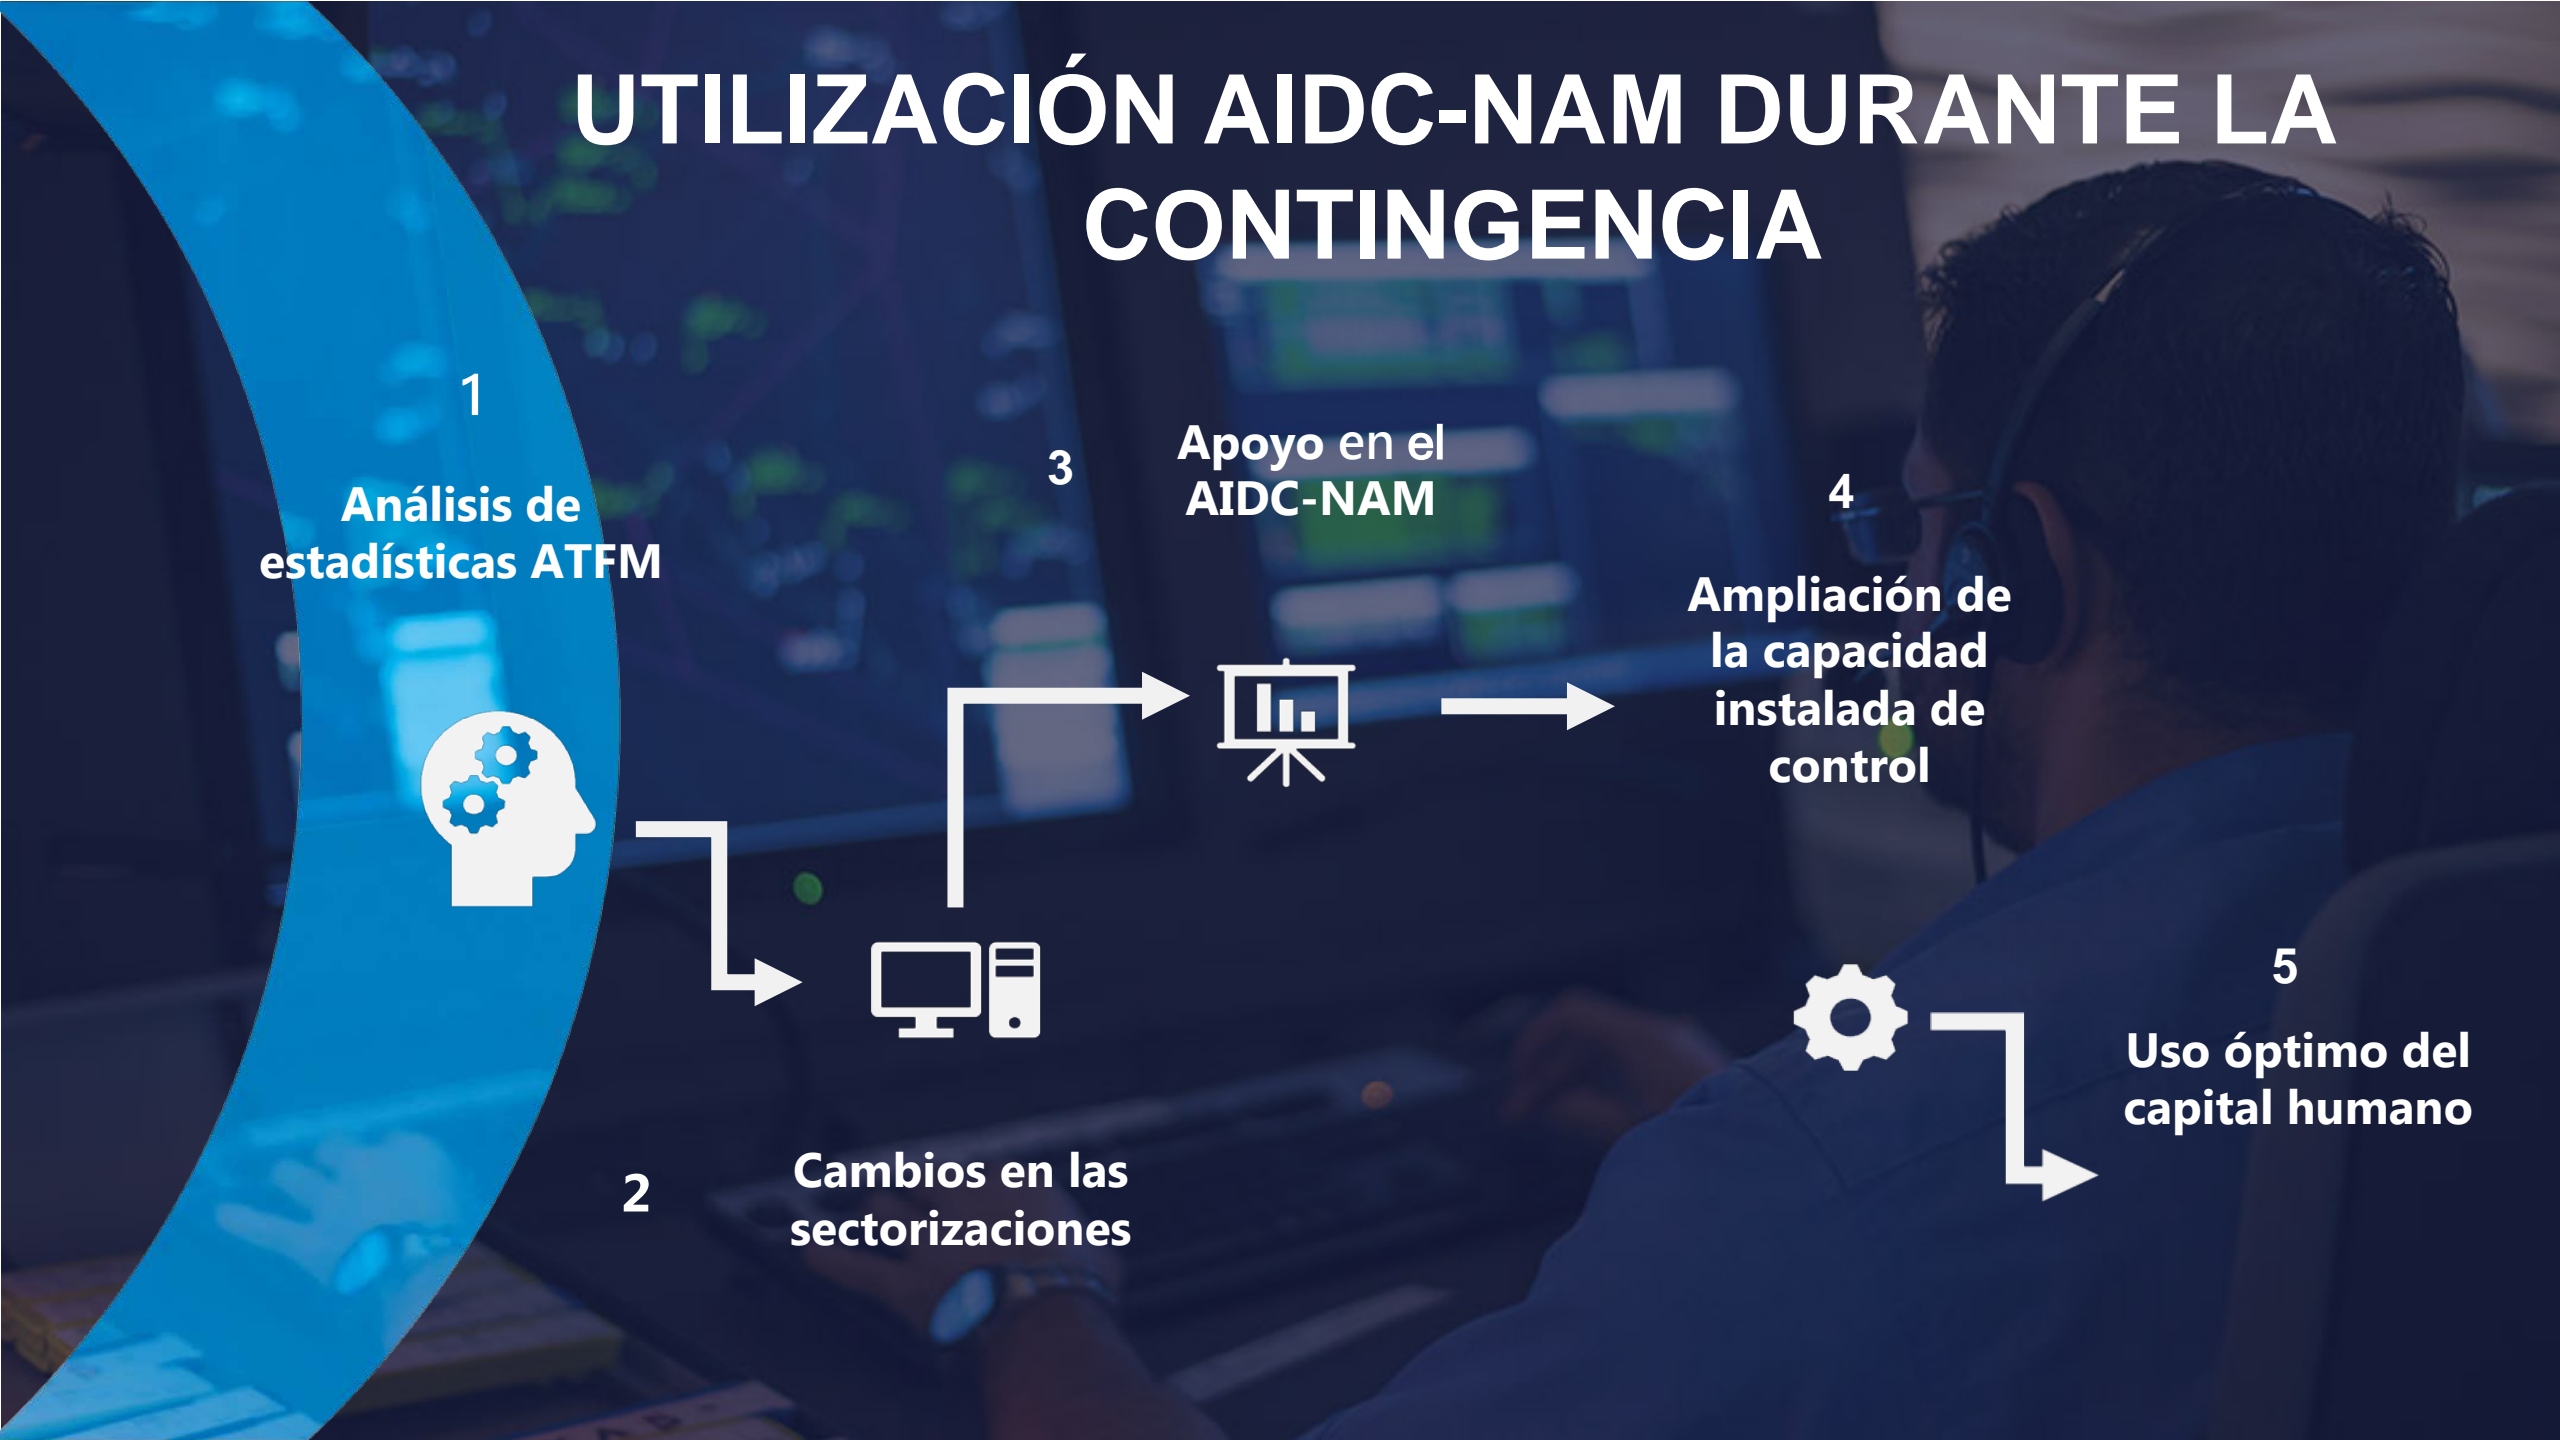 UTILIZACIÓN AIDC-NAM DURANTE LA
CONTINGENCIA
1
Análisis de
estadísticas ATFM
2
Cambios en las
sectorizaciones
3
Apoyo en el
AIDC-NAM
4
Ampliación de
la capacidad
instalada de
control
5
Uso óptimo del
capital humano